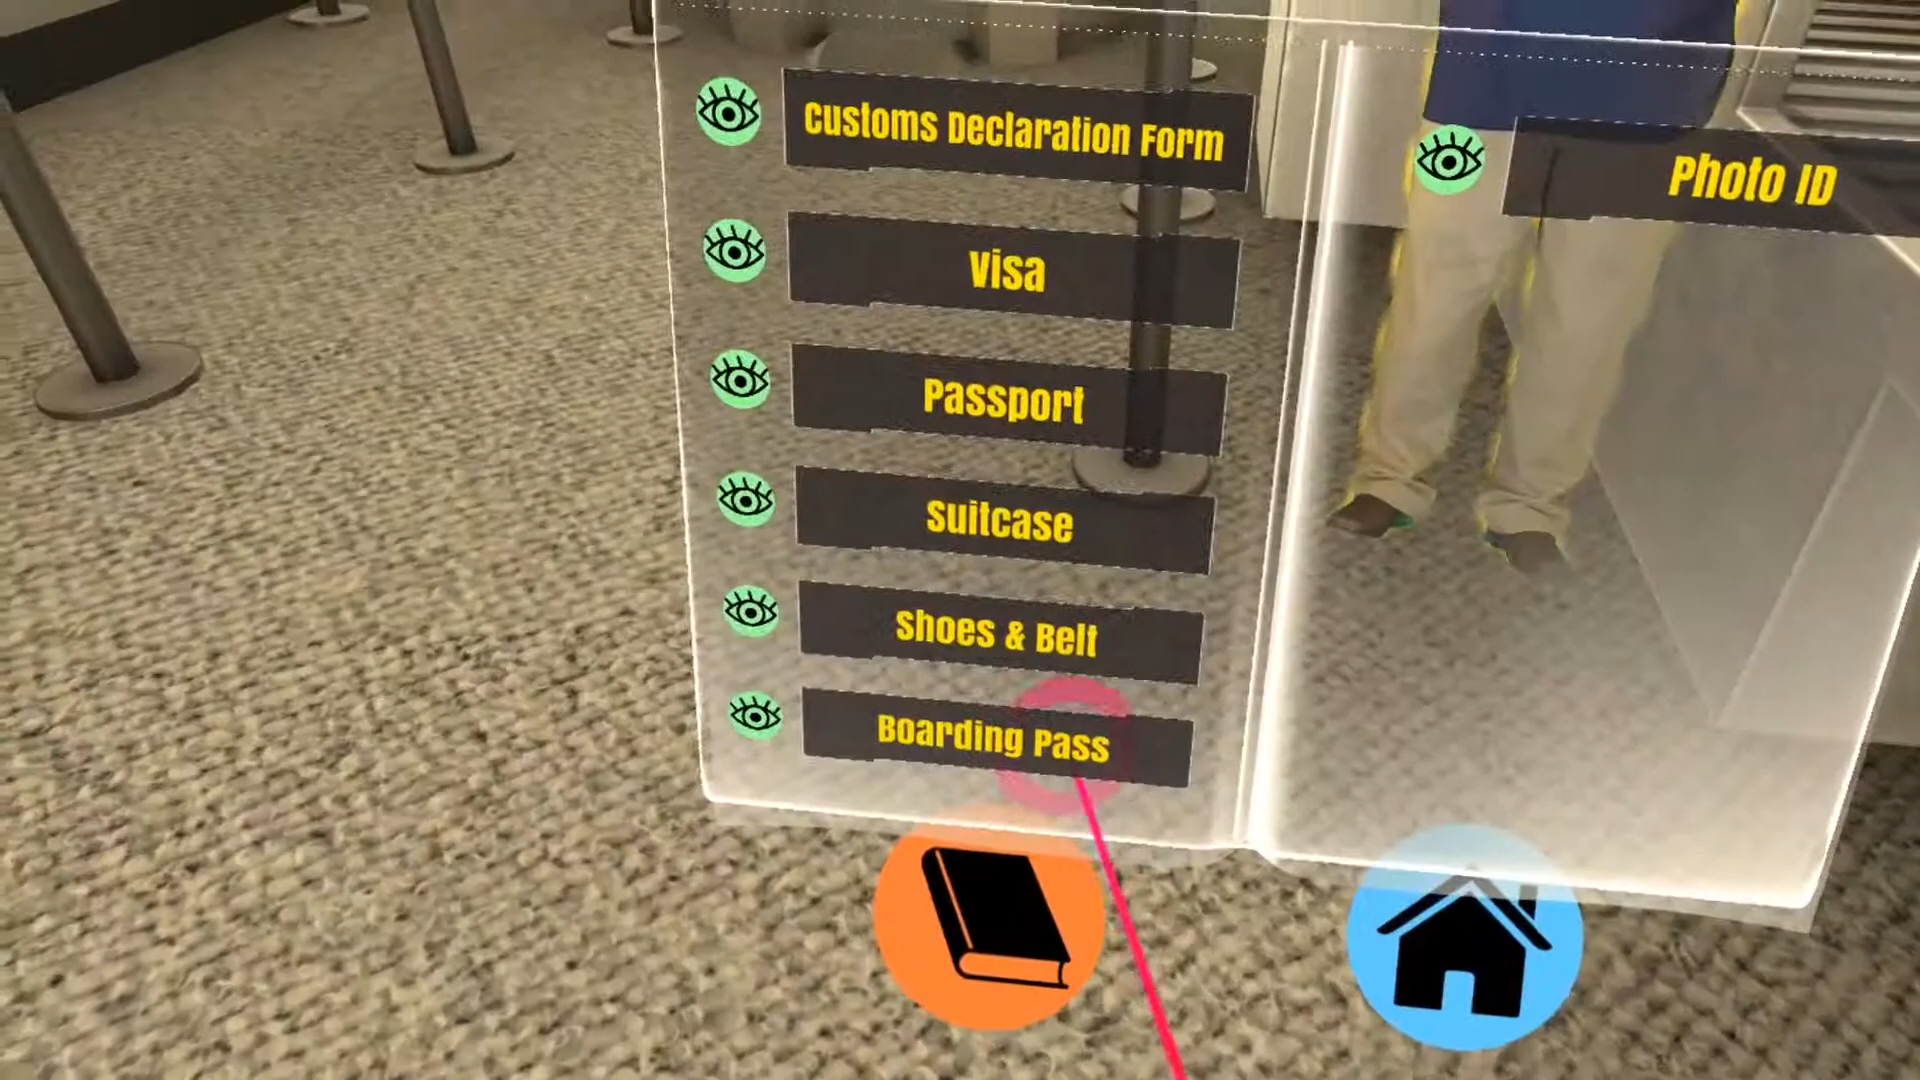 Customs Declaration Form
Visa
Passport
Suitcase
Shoes & Belt
Boarding Pass
Photo ID